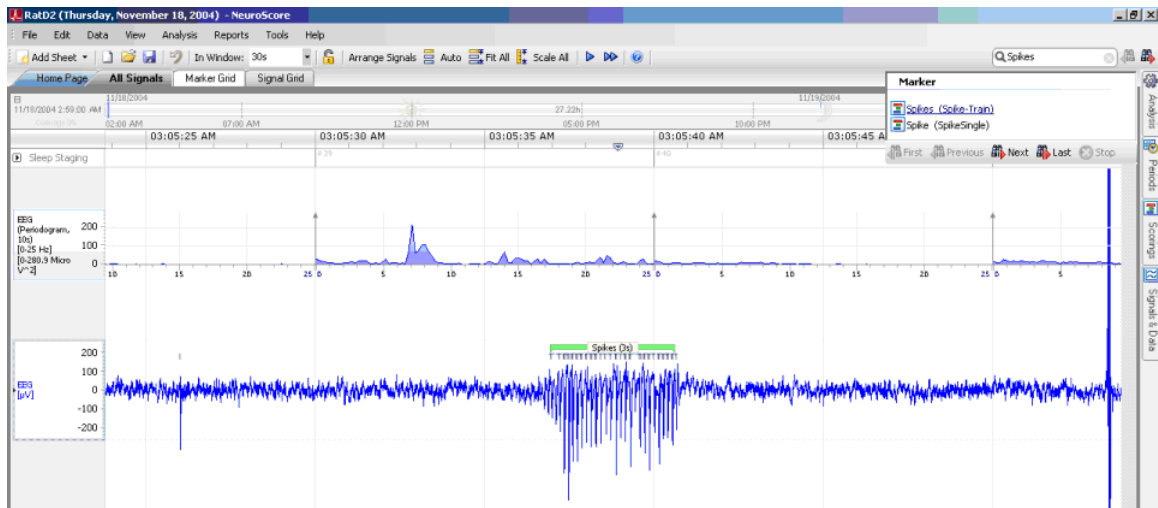 RatD2 (Thursday, November 18, 2004) - NeuroScore
File Edit Data View Analysis Reports Tools Help
Add Sheet In Window: 30s Arrange Signals Auto Fit All Scale All Spikes
Home Page All Signals Marker Grid Signal Grid
Marker
11/18/2004 11/19/2004
11/18/2004 2:59:00 AM 27.22h
02:00 AM 07:00 AM 12:00 PM 05:00 PM 10:00 PM
Spikes (Spike-Train)
Spike (SpikeSingle)
03:05:25 AM 03:05:30 AM 03:05:35 AM 03:05:40 AM 03:05:45 A
First Previous Next Last Stop
Sleep Staging
#39 #40
Analysis
Periods
Scorings
Signals & Data
EEG
(Periodogram,
10s)
[0-25 Hz]
[0-280.9 Micro
V^2]
200
100
0
10 15 20 25 0 5 10 15 20 25 0 5 10 15 20 25 0 5
Spikes (3s)
EEG
[µV]
200
100
0
-100
-200